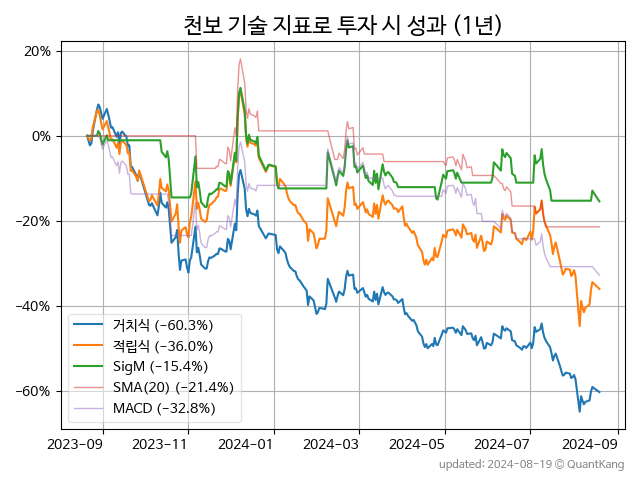 천보 기술 지표로 투자 시 성과 (1년)
20%
0%
−20%
−40%
−60%
거치식 (−60.3%)
적립식 (−36.0%)
SigM (−15.4%)
SMA(20) (−21.4%)
MACD (−32.8%)
2023-09 2023-11 2024-01 2024-03 2024-05 2024-07 2024-09
updated: 2024-08-19 © QuantKang